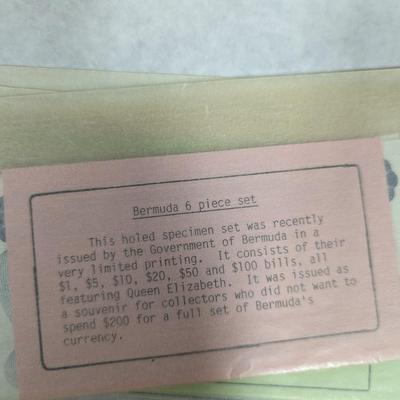 Bermuda 6 piece set
This holed specimen set was recently
issued by the Government of Bermuda in a
very limited printing. It consists of their
$1, $5, $10, $20, $50 and $100 bills, all
featuring Queen Elizabeth. It was issued as
a souvenir for collectors who did not want to
spend $200 for a full set of Bermuda's
currency.